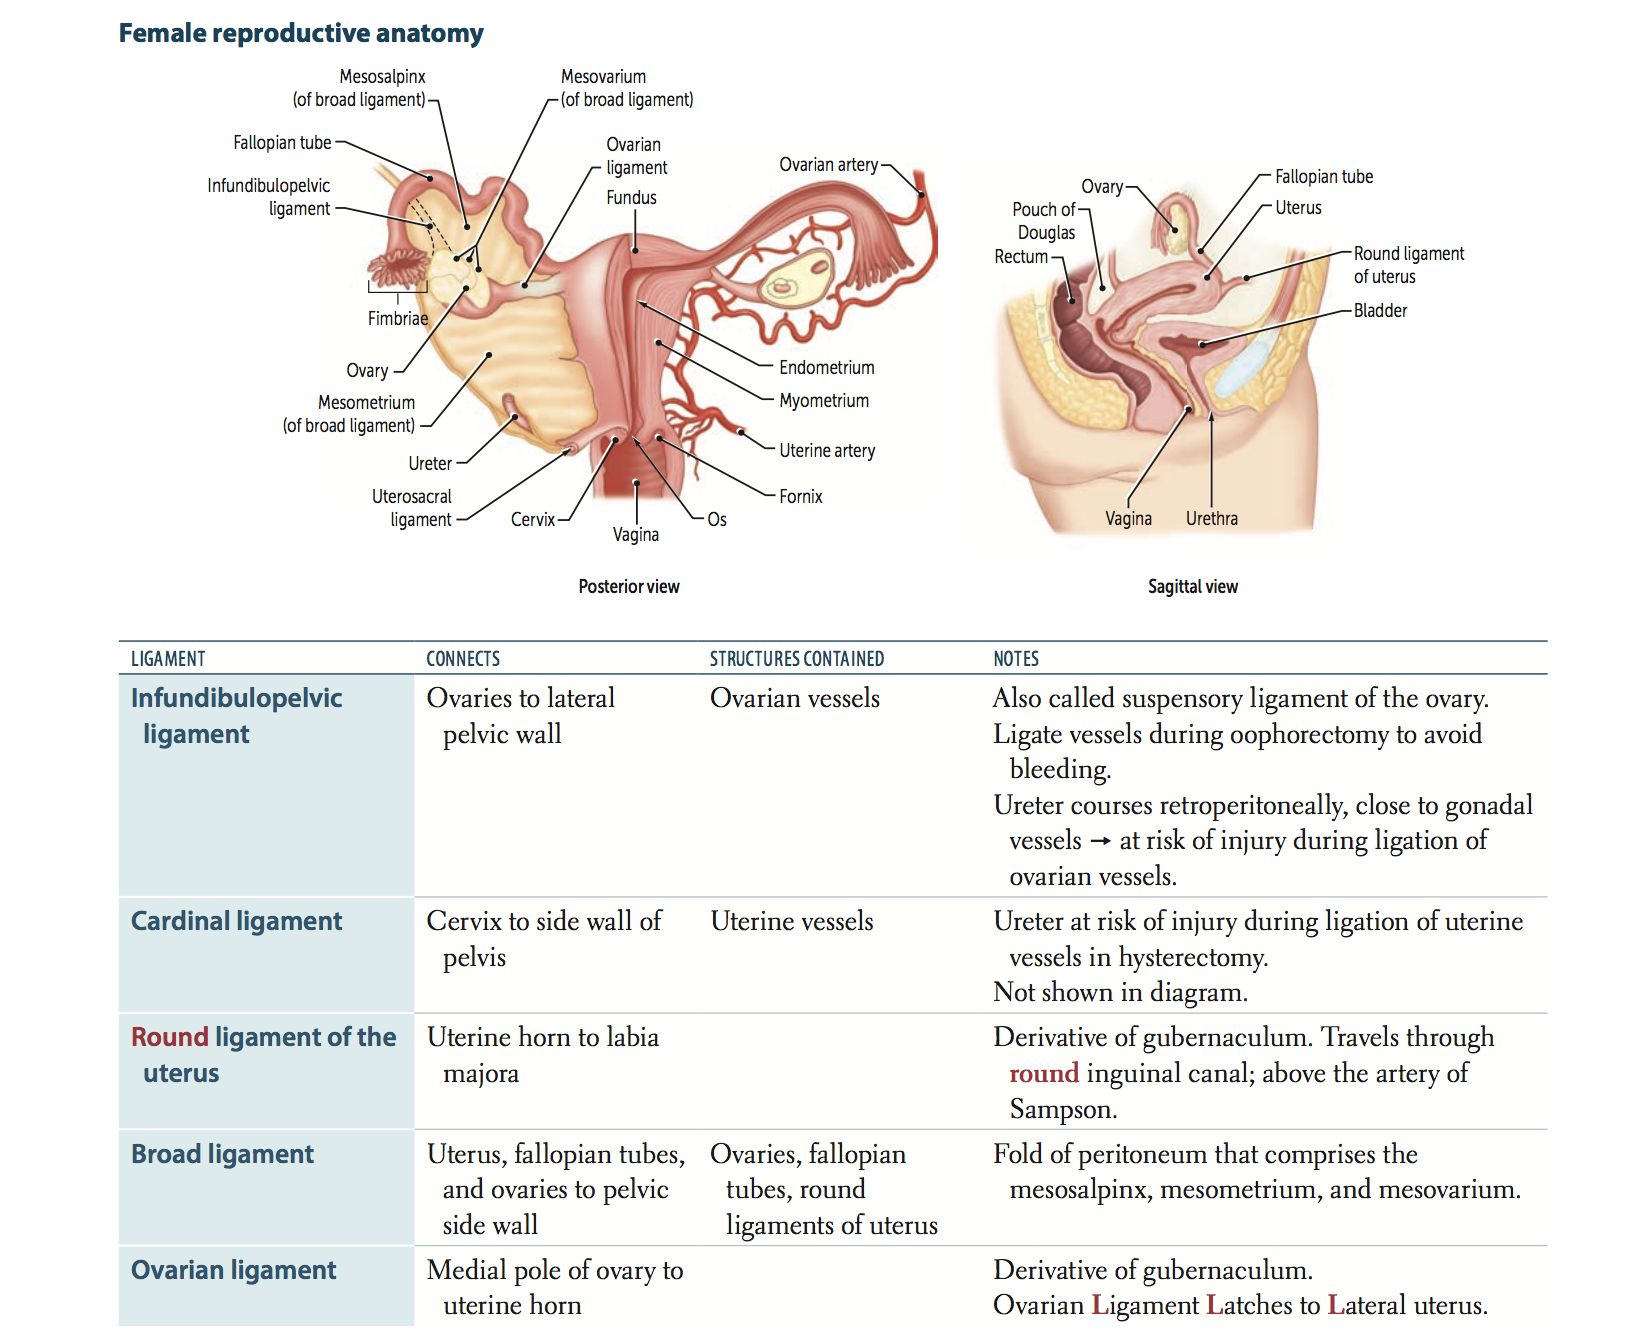 Female reproductive anatomy
Mesosalpinx
(of broad ligament)
Mesovarium
(of broad ligament)
Fallopian tube
Infundibulopelvic
ligament
Ovarian
ligament
Fundus
Ovarian artery
Fimbriae
Ovary
Mesometrium
(of broad ligament)
Ureter
Uterosacral
ligament
Cervix
Vagina
Os
Endometrium
Myometrium
Uterine artery
Fornix
Posterior view
Ovary
Pouch of
Douglas
Rectum
Fallopian tube
Uterus
Round ligament
of uterus
Bladder
Vagina
Urethra
Sagittal view
LIGAMENT CONNECTS STRUCTURES CONTAINED NOTES
Infundibulopelvic
ligament
Ovaries to lateral
pelvic wall
Ovarian vessels
Also called suspensory ligament of the ovary.
Ligate vessels during oophorectomy to avoid
bleeding.
Ureter courses retroperitoneally, close to gonadal
vessels → at risk of injury during ligation of
ovarian vessels.
Cardinal ligament
Cervix to side wall of
pelvis
Uterine vessels
Ureter at risk of injury during ligation of uterine
vessels in hysterectomy.
Not shown in diagram.
Round ligament of the
uterus
Uterine horn to labia
majora
Derivative of gubernaculum. Travels through
round inguinal canal; above the artery of
Sampson.
Broad ligament
Uterus, fallopian tubes,
and ovaries to pelvic
side wall
Ovaries, fallopian
tubes, round
ligaments of uterus
Fold of peritoneum that comprises the
mesosalpinx, mesometrium, and mesovarium.
Ovarian ligament
Medial pole of ovary to
uterine horn
Derivative of gubernaculum.
Ovarian Ligament Latches to Lateral uterus.